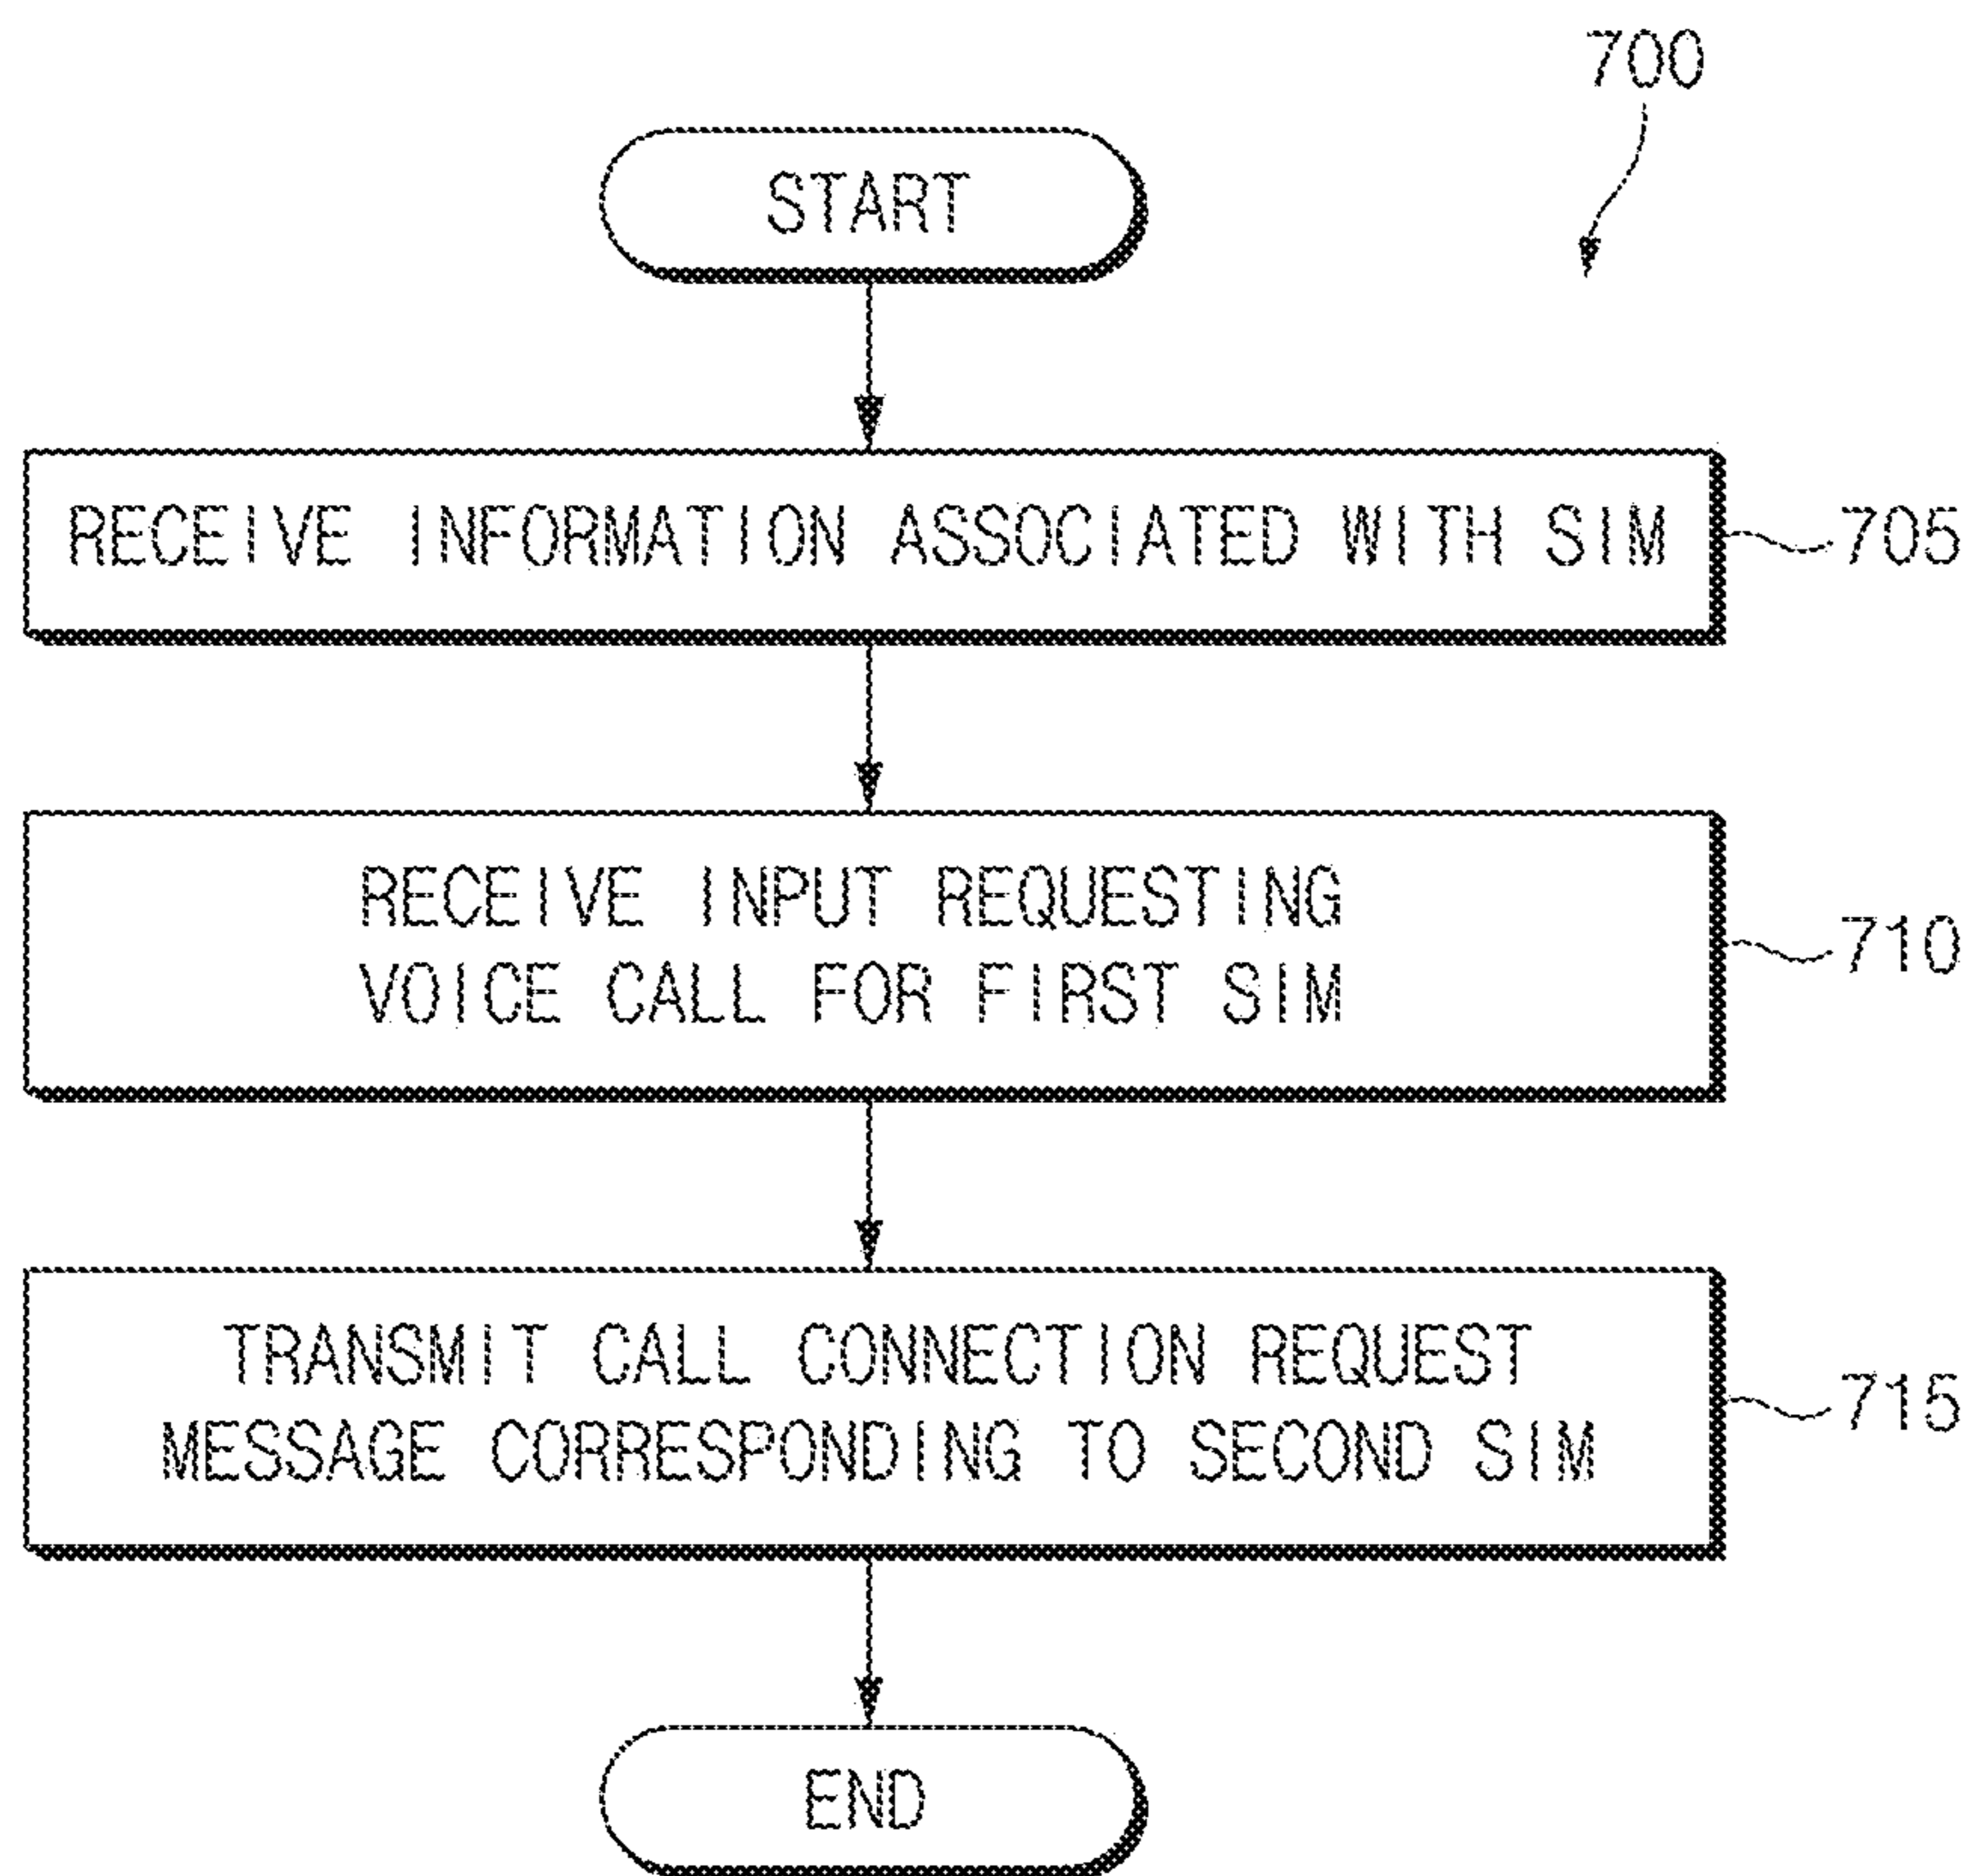 700
START
RECEIVE INFORMATION ASSOCIATED WITH SIM
705
RECEIVE INPUT REQUESTING
VOICE CALL FOR FIRST SIM
710
TRANSMIT CALL CONNECTION REQUEST
MESSAGE CORRESPONDING TO SECOND SIM
715
END